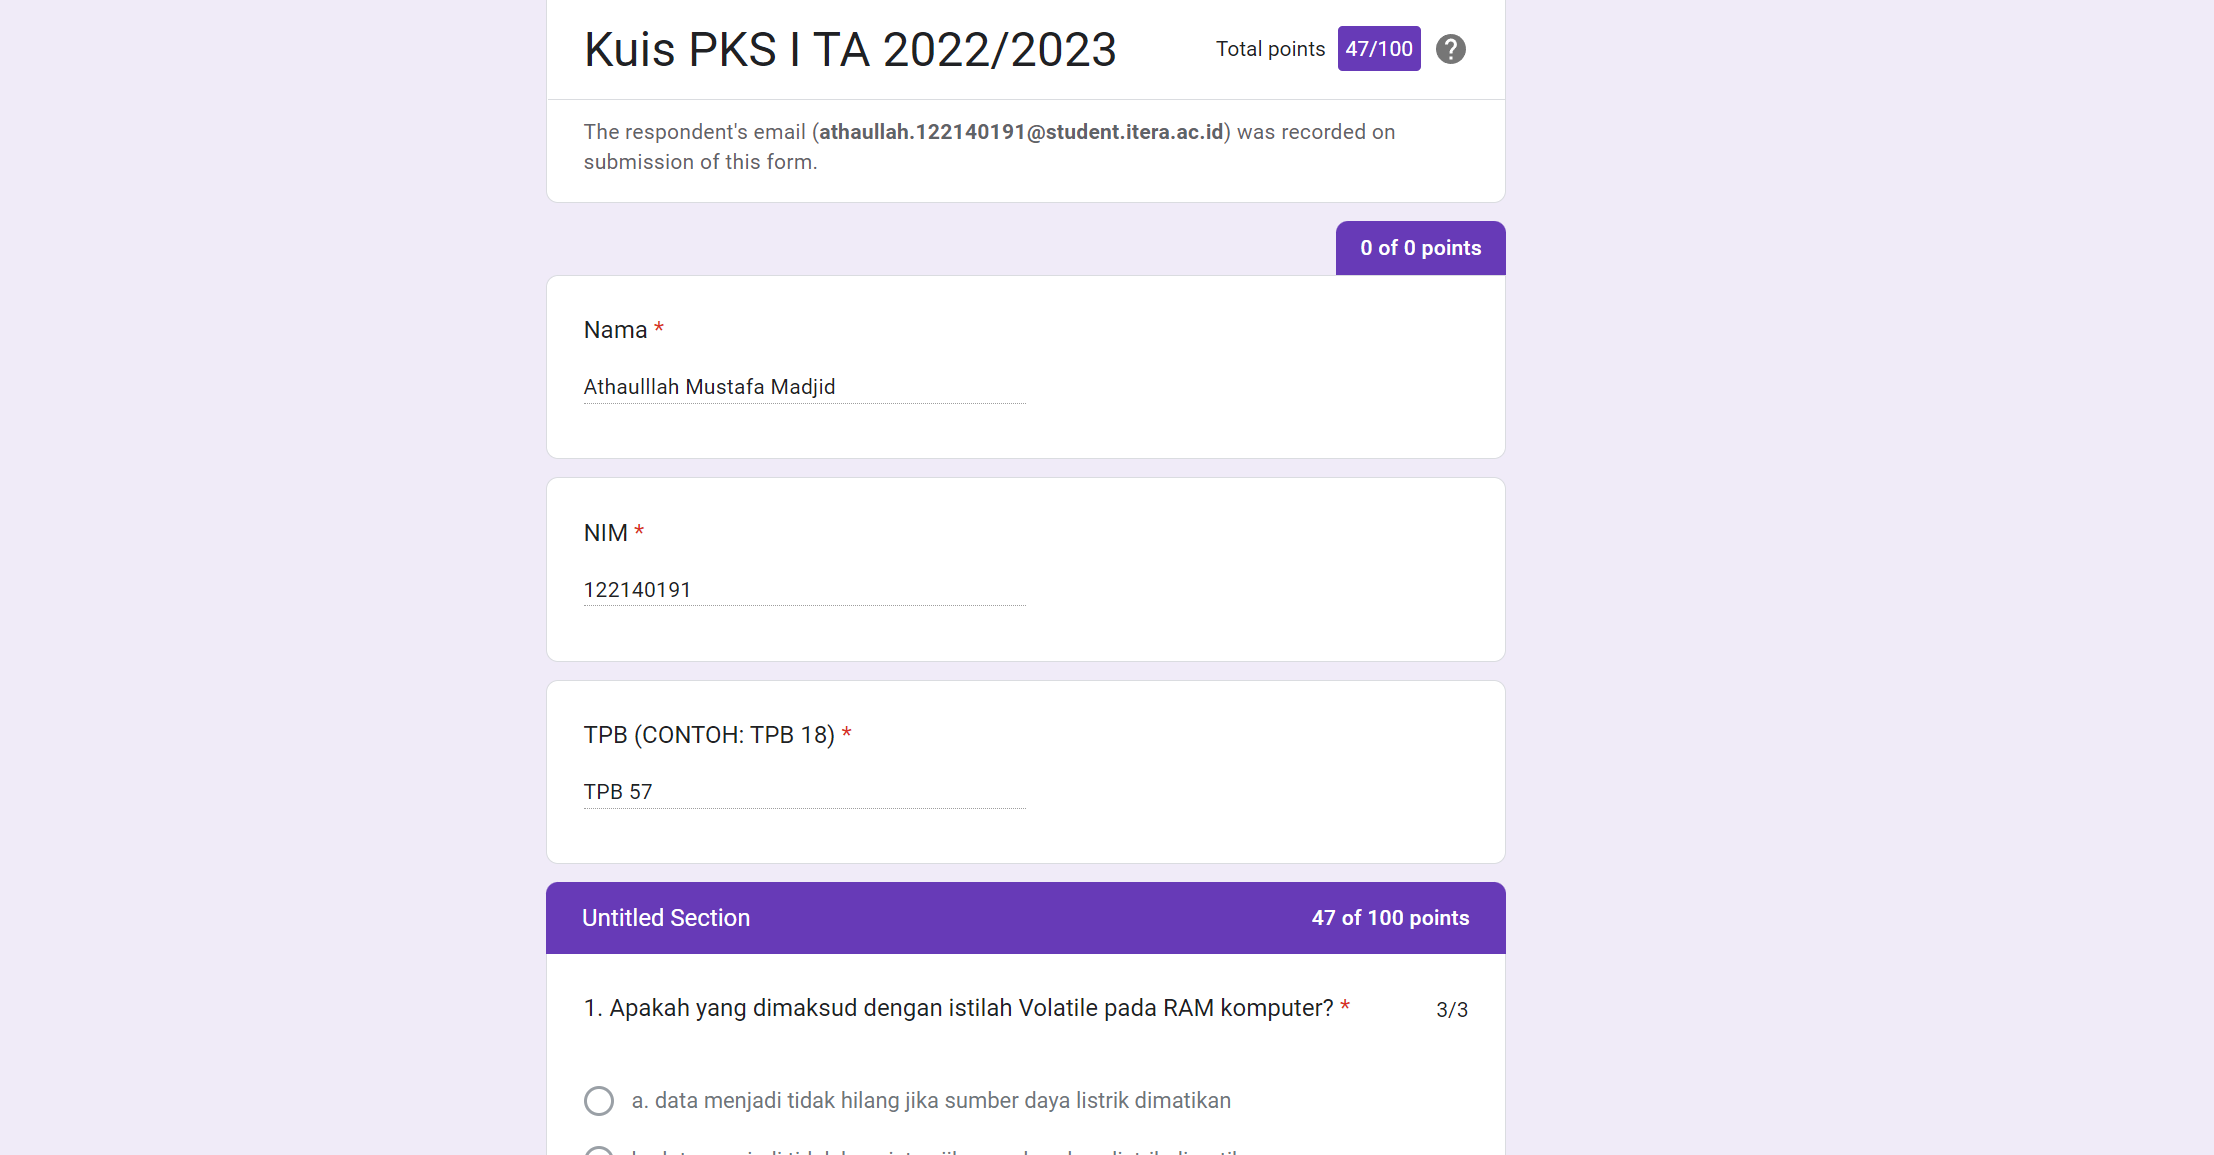 Kuis PKS I TA 2022/2023
Total points 47/100
The respondent's email (athaullah.122140191@student.itera.ac.id) was recorded on
submission of this form.
0 of 0 points
Nama *
Athaulllah Mustafa Madjid
NIM *
122140191
TPB (CONTOH: TPB 18) *
TPB 57
Untitled Section
47 of 100 points
1. Apakah yang dimaksud dengan istilah Volatile pada RAM komputer? *
3/3
a. data menjadi tidak hilang jika sumber daya listrik dimatikan